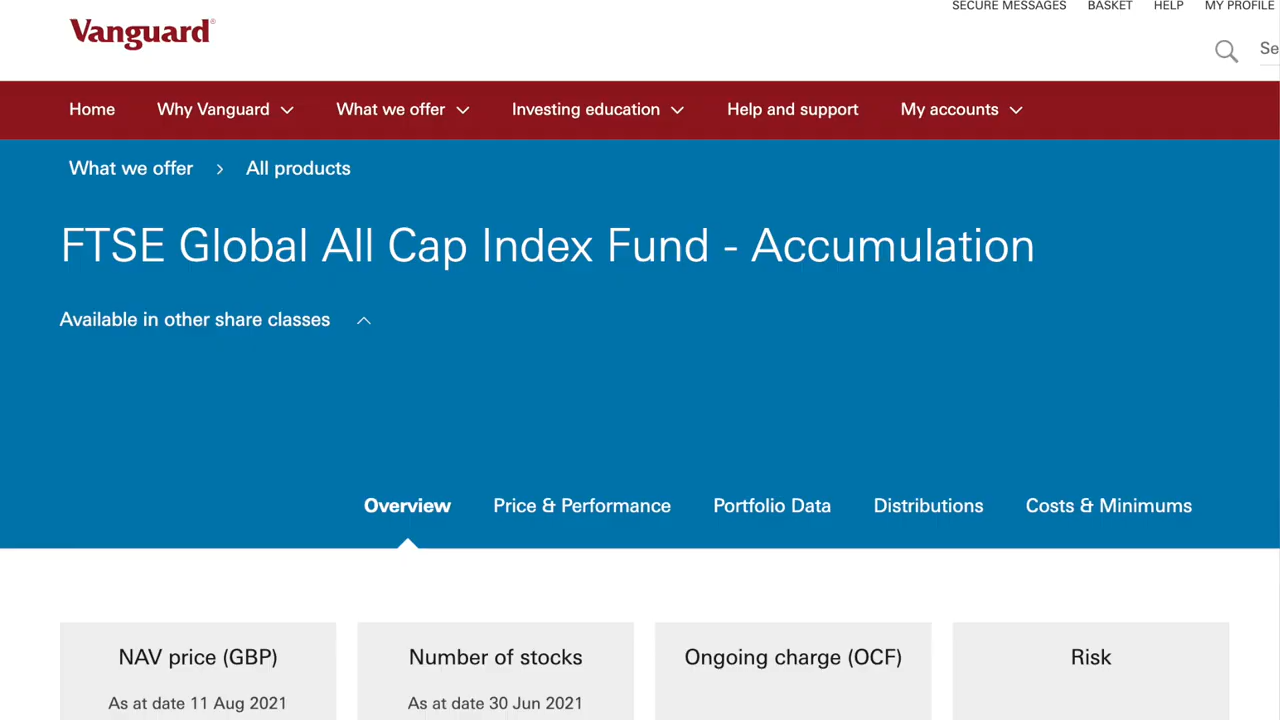 SECURE MESSAGES BASKET HELP MY PROFILE
Vanguard®
Se
Home Why Vanguard What we offer Investing education Help and support My accounts
What we offer > All products
FTSE Global All Cap Index Fund - Accumulation
Available in other share classes
Overview Price & Performance Portfolio Data Distributions Costs & Minimums
NAV price (GBP) Number of stocks Ongoing charge (OCF) Risk
As at date 11 Aug 2021 As at date 30 Jun 2021